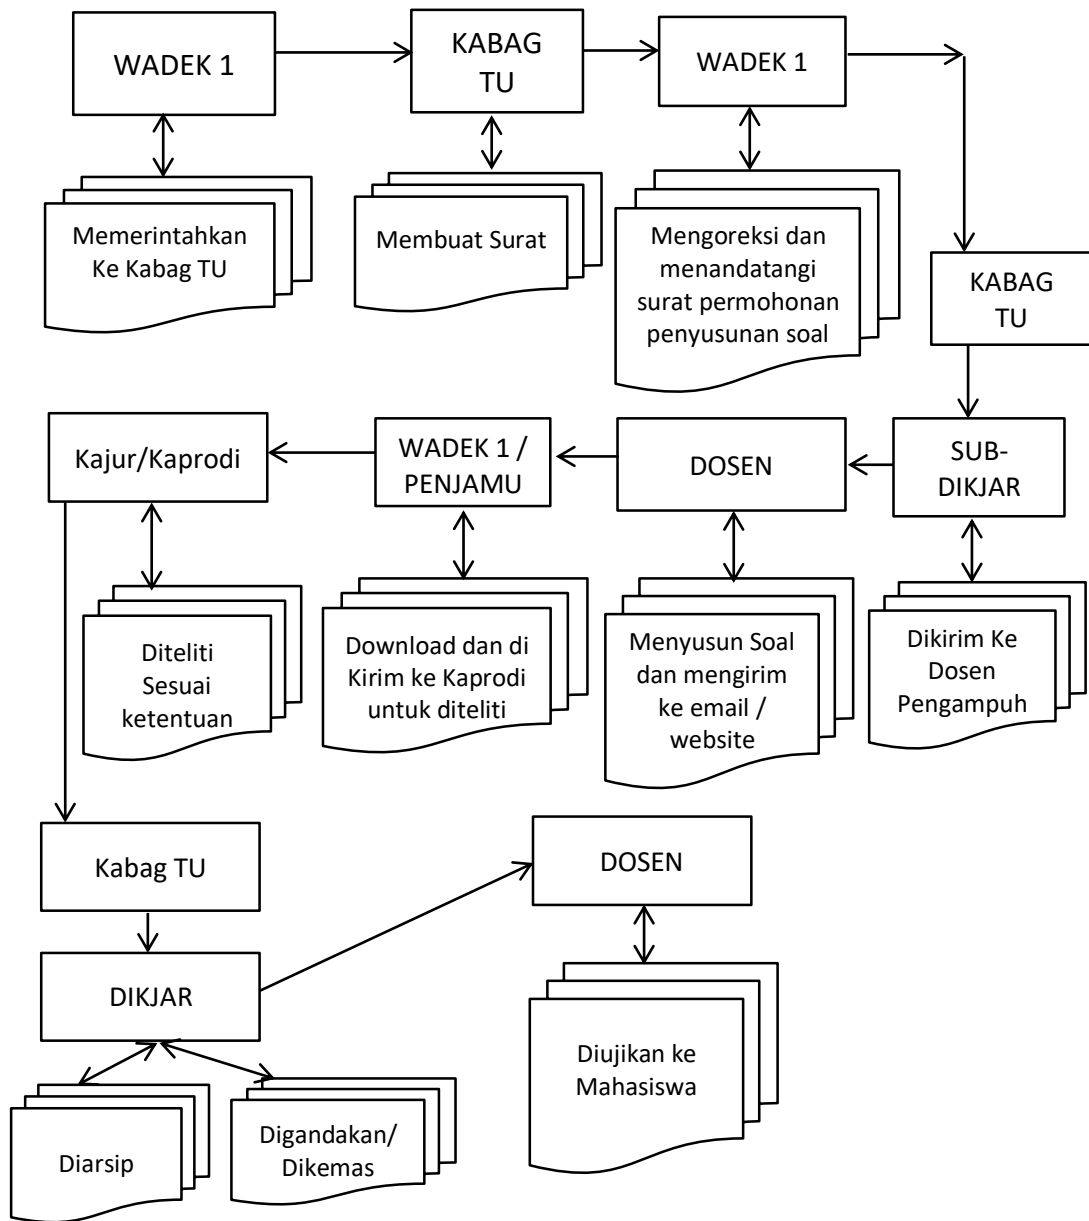 WADEK 1
KABAG
TU
WADEK 1
Memerintahkan
Ke Kabag TU
Membuat Surat
Mengoreksi dan
menandatangi
surat permohonan
penyusunan soal
KABAG
TU
Kajur/Kaprodi
WADEK 1 /
PENJAMU
DOSEN
SUB-
DIKJAR
Diteliti
Sesuai
ketentuan
Download dan di
Kirim ke Kaprodi
untuk diteliti
Menyusun Soal
dan mengirim
ke email /
website
Dikirim Ke
Dosen
Pengampuh
Kabag TU
DOSEN
DIKJAR
Diujikan ke
Mahasiswa
Diarsip
Digandakan/
Dikemas